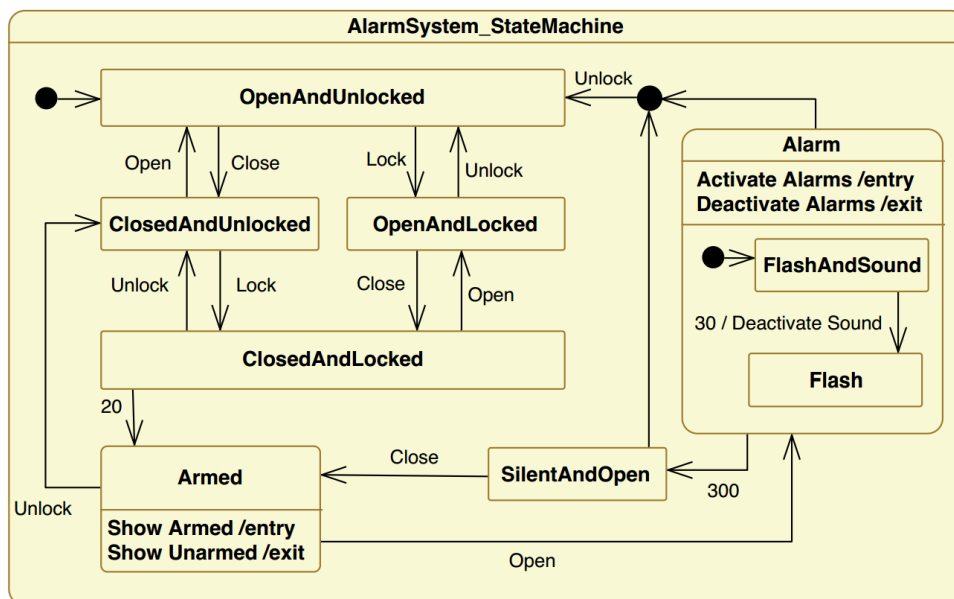 AlarmSystem_StateMachine
OpenAndUnlocked
Unlock
Open
Close
Lock
Unlock
Alarm
Activate Alarms /entry
Deactivate Alarms /exit
ClosedAndUnlocked
OpenAndLocked
FlashAndSound
Unlock
Lock
Close
Open
30 / Deactivate Sound
ClosedAndLocked
Flash
20
Armed
Close
SilentAndOpen
300
Unlock
Show Armed /entry
Show Unarmed /exit
Open